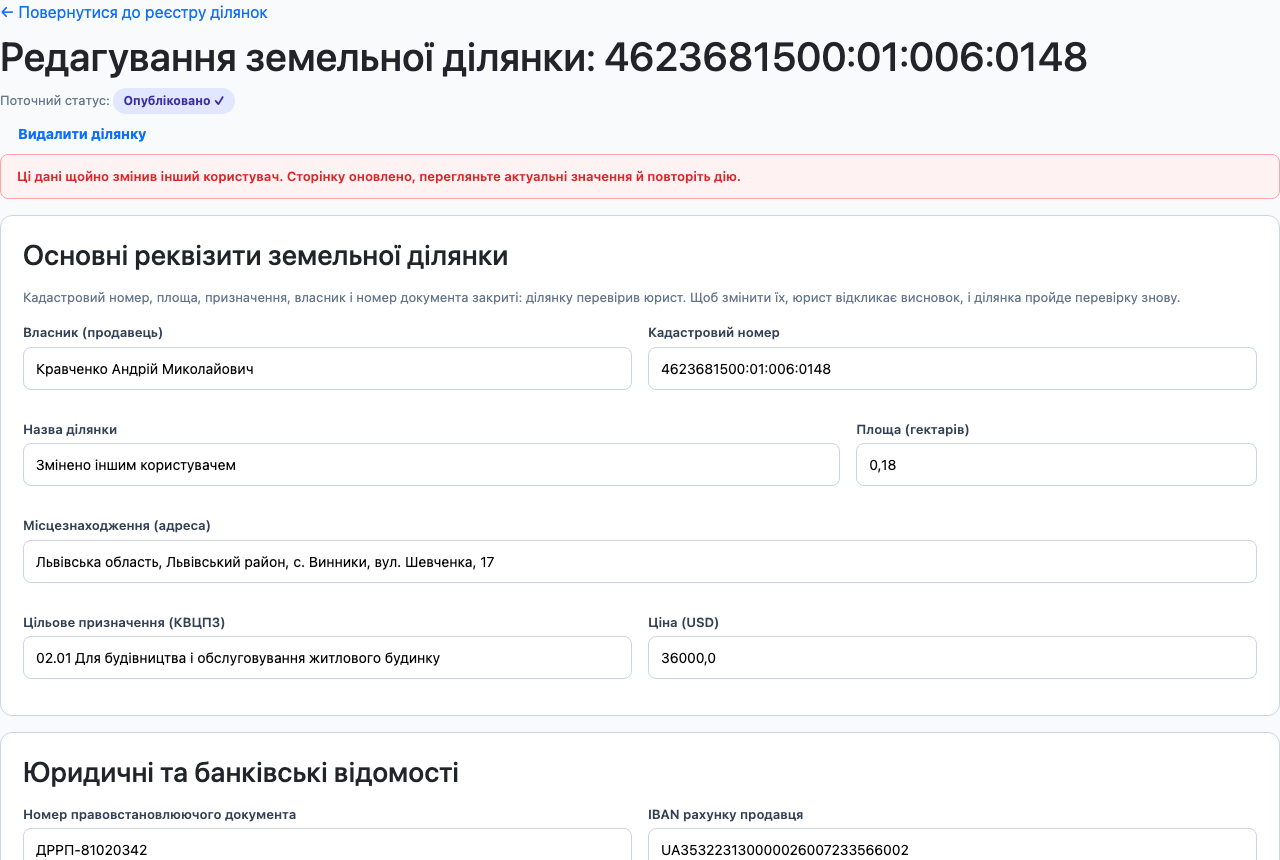 ← Повернутися до реєстру ділянок
Редагування земельної ділянки: 4623681500:01:006:0148
Поточний статус: Опубліковано ✓
Видалити ділянку
Ці дані щойно змінив інший користувач. Сторінку оновлено, перегляньте актуальні значення й повторіть дію.
Основні реквізити земельної ділянки
Кадастровий номер, площа, призначення, власник і номер документа закриті: ділянку перевірив юрист. Щоб змінити їх, юрист відкликає висновок, і ділянка пройде перевірку знову.
Власник (продавець) Кадастровий номер
Кравченко Андрій Миколайович 4623681500:01:006:0148
Назва ділянки Площа (гектарів)
Змінено іншим користувачем 0,18
Місцезнаходження (адреса)
Львівська область, Львівський район, с. Винники, вул. Шевченка, 17
Цільове призначення (КВЦПЗ) Ціна (USD)
02.01 Для будівництва і обслуговування житлового будинку 36000,0
Юридичні та банківські відомості
Номер правовстановлюючого документа IBAN рахунку продавця
ДРРП-81020342 UA353223130000026007233566002